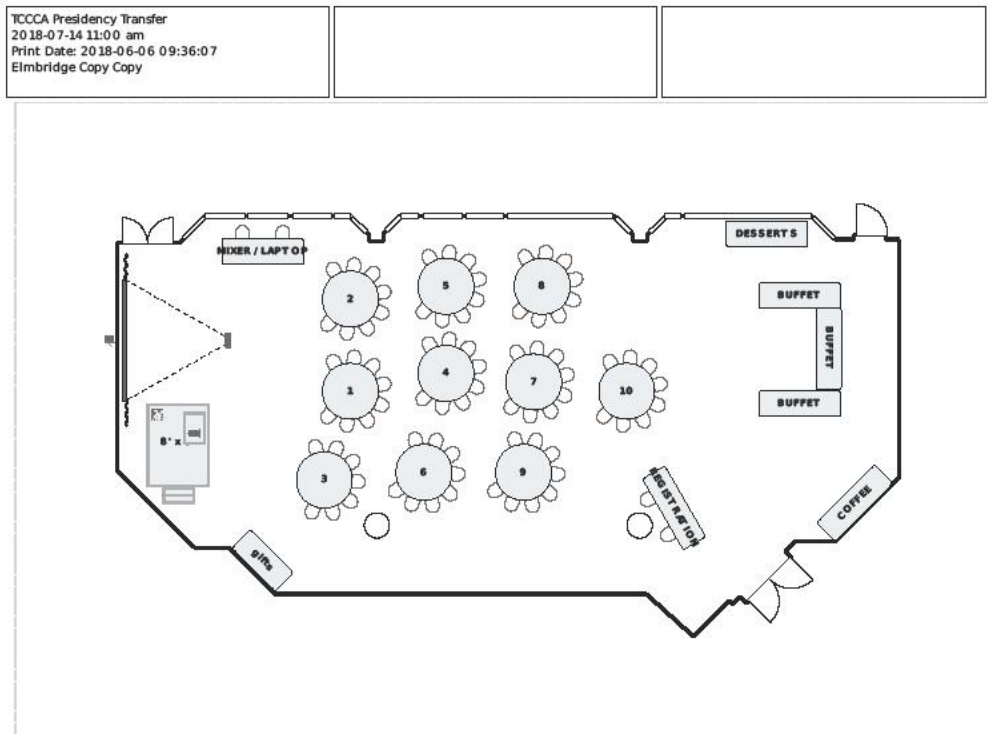 TCCCA Presidency Transfer
2018-07-14 11:00 am
Print Date: 2018-06-06 09:36:07
Elmbridge Copy Copy
DESSERTS
MIXER / LAPTOP
5
8
2
BUFFET
BUFFET
4
7
1
10
BUFFET
8' x
6
9
3
REGISTRATION
COFFEE
gifts